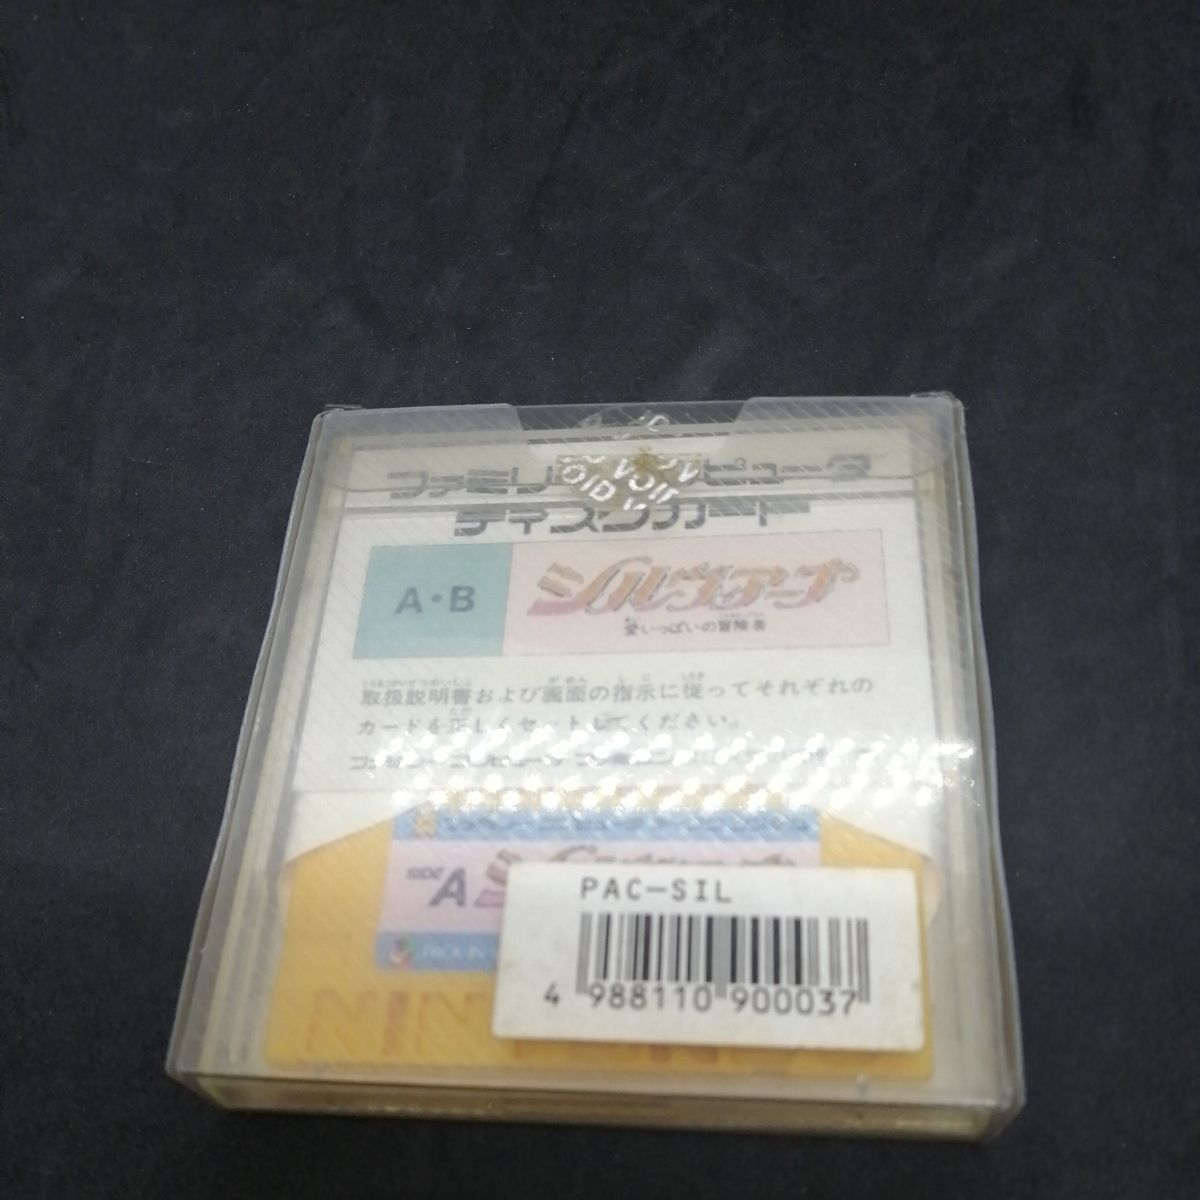 ファミリーコンピュータ
ディスクカード
A・B
シルヴァーナ
愛いっぱいの冒険者
取扱説明書および画面の指示に従ってそれぞれの
カードを正しくセットしてください。
SIDE
A
PACK IN
PAC-SIL
4 988110 900037
VOID